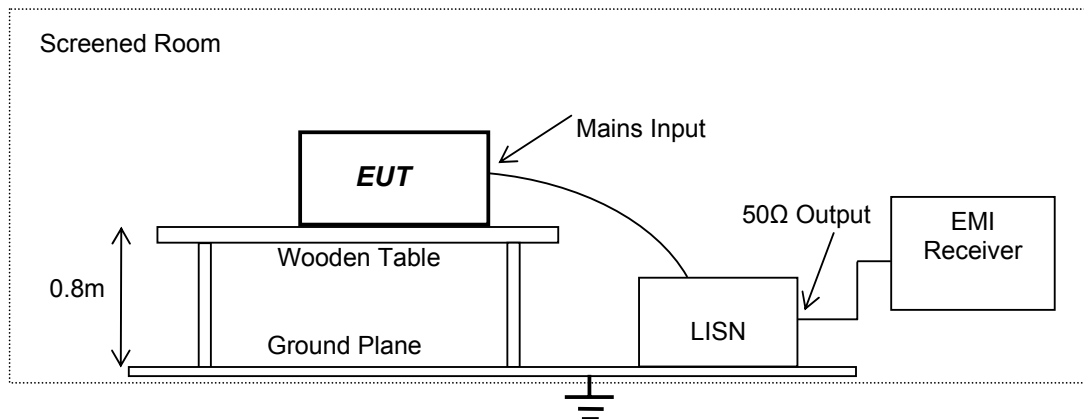 Screened Room
Mains Input
EUT
50Ω Output
EMI
Receiver
Wooden Table
0.8m
LISN
Ground Plane